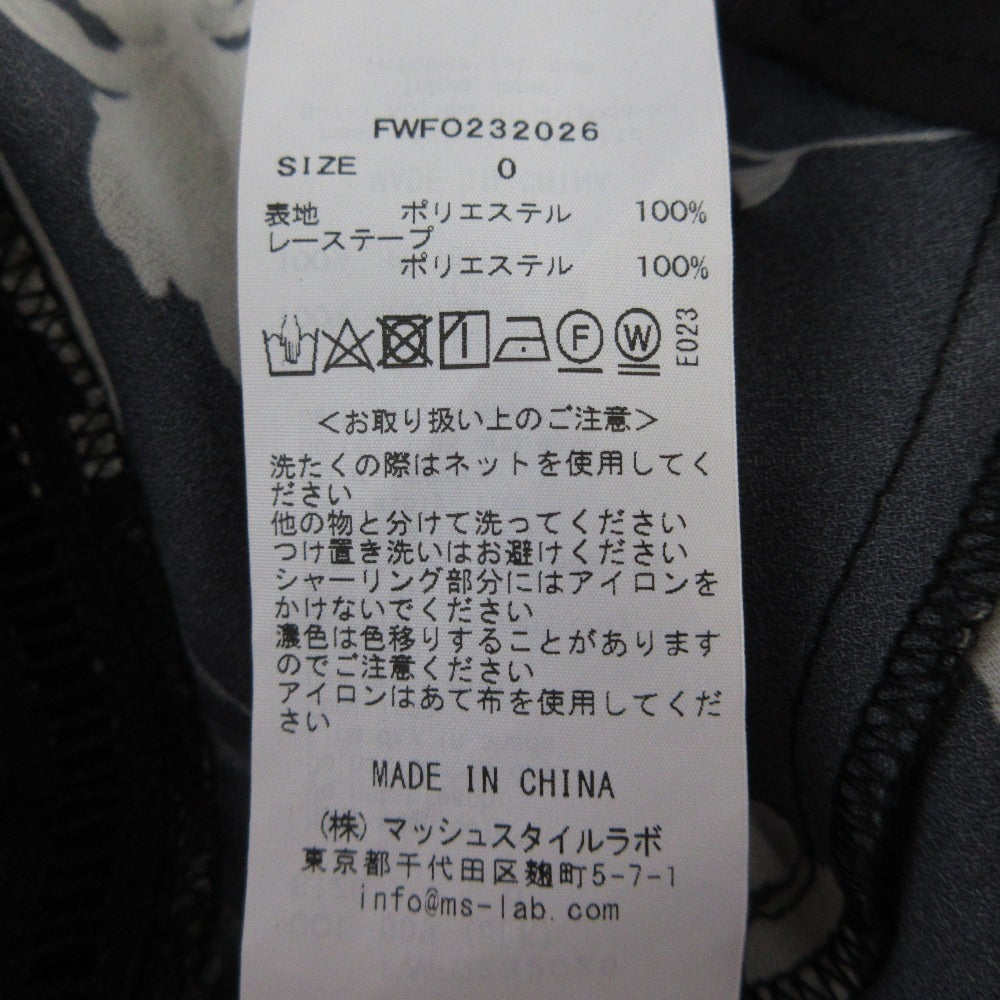 FWFO232026
SIZE 0
表地 ポリエステル 100%
レーステープ
ポリエステル 100%
F W E023
<お取り扱い上のご注意>
洗たくの際はネットを使用してく
ださい
他の物と分けて洗ってください
つけ置き洗いはお避けください
シャーリング部分にはアイロンを
かけないでください
濃色は色移りすることがあります
のでご注意ください
アイロンはあて布を使用してくだ
さい
MADE IN CHINA
(株)マッシュスタイルラボ
東京都千代田区麹町5-7-1
info@ms-lab.com